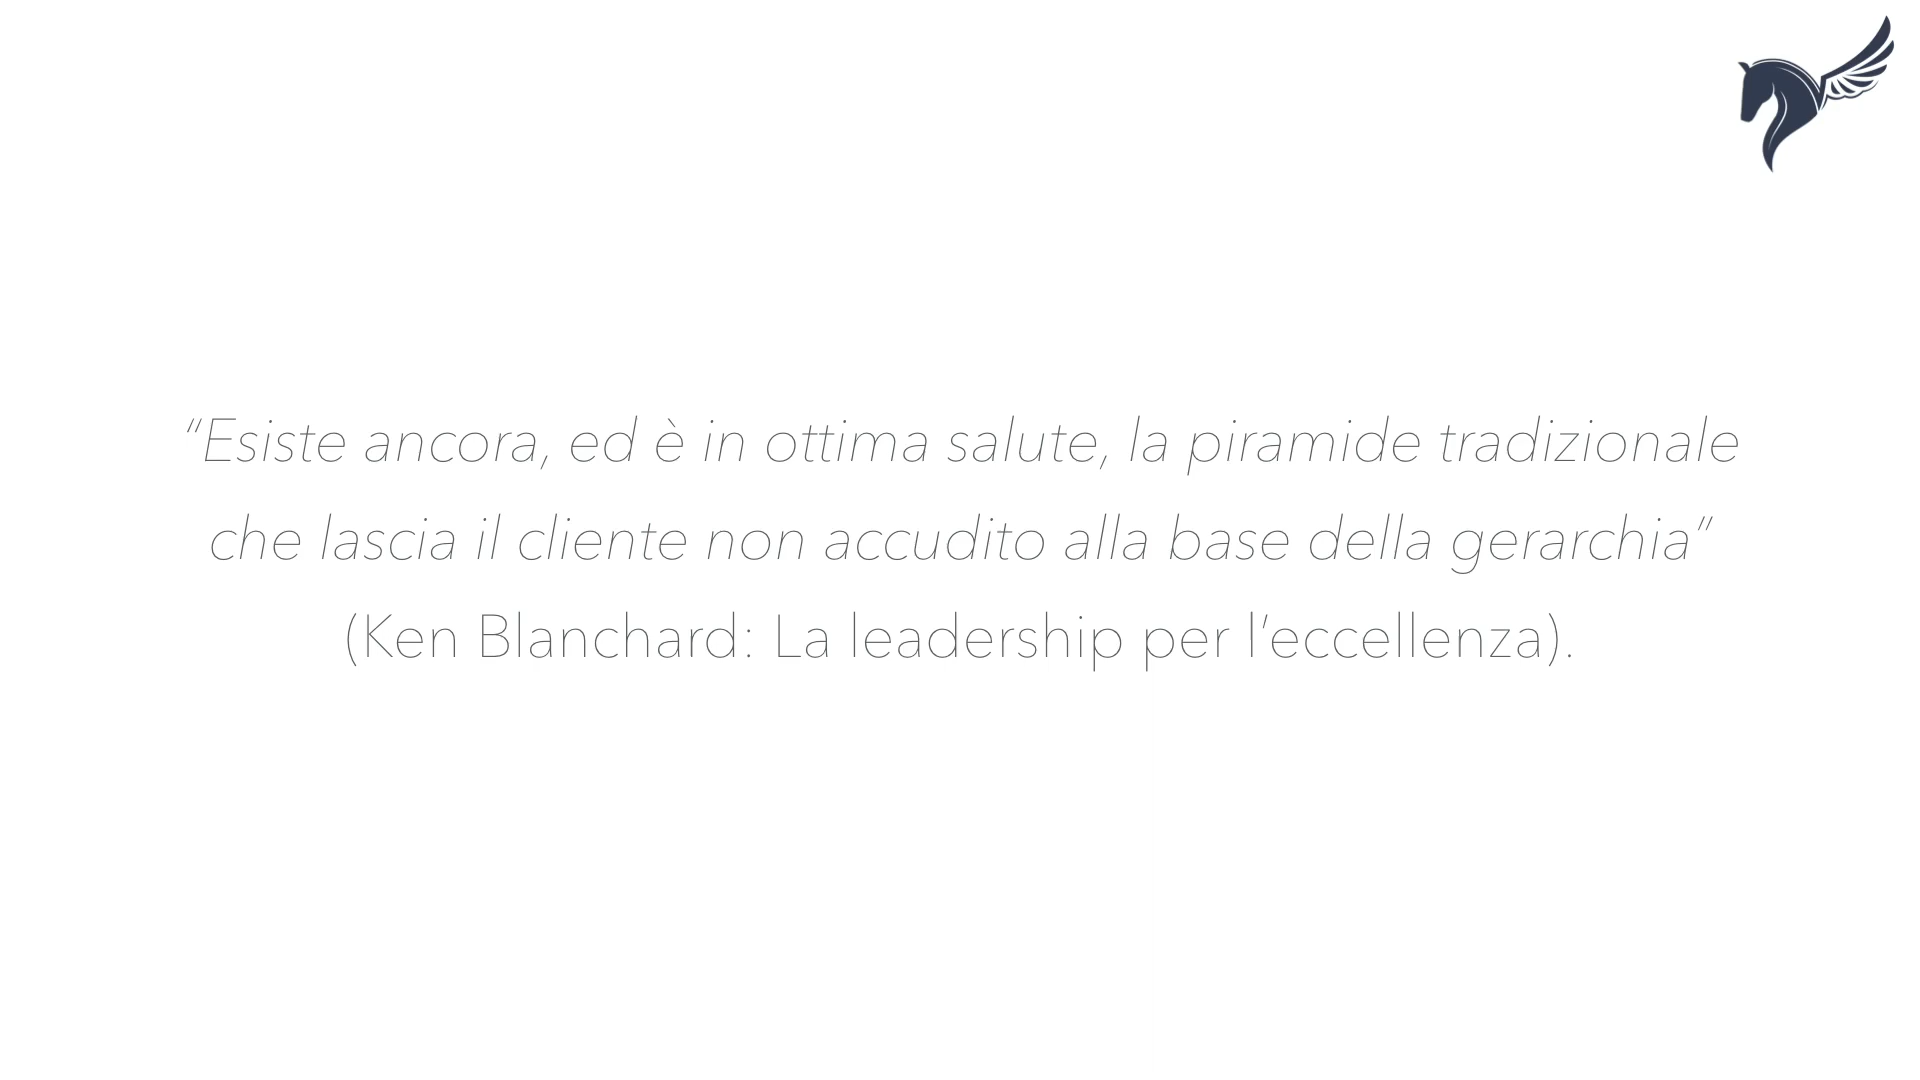 “Esiste ancora, ed è in ottima salute, la piramide tradizionale
che lascia il cliente non accudito alla base della gerarchia”
(Ken Blanchard: La leadership per l’eccellenza).